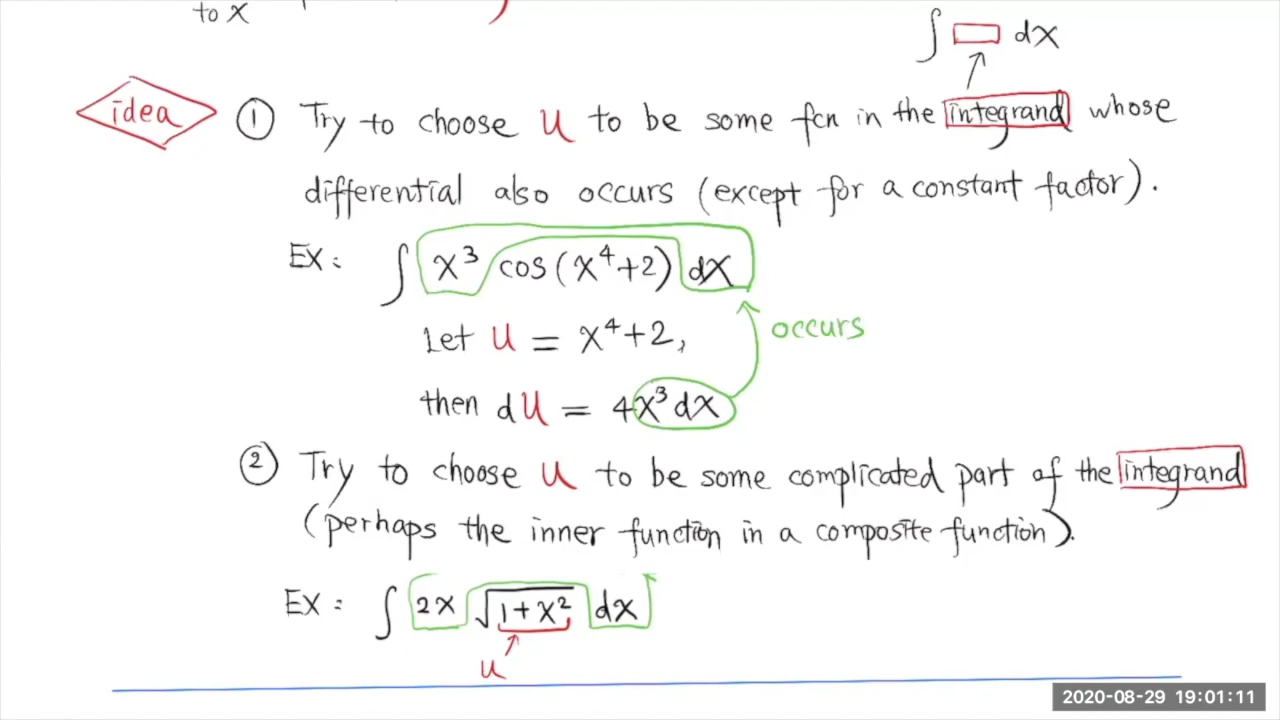 to x
∫ ▭ dx
idea
① Try to choose u to be some fcn in the integrand whose
differential also occurs (except for a constant factor).
EX: ∫ x³ cos(x⁴+2) dx
Let u = x⁴+2,
occurs
then du = 4x³dx
② Try to choose u to be some complicated part of the integrand
(perhaps the inner function in a composite function).
EX: ∫ 2x √(1+x²) dx
u
2020-08-29 19:01:11